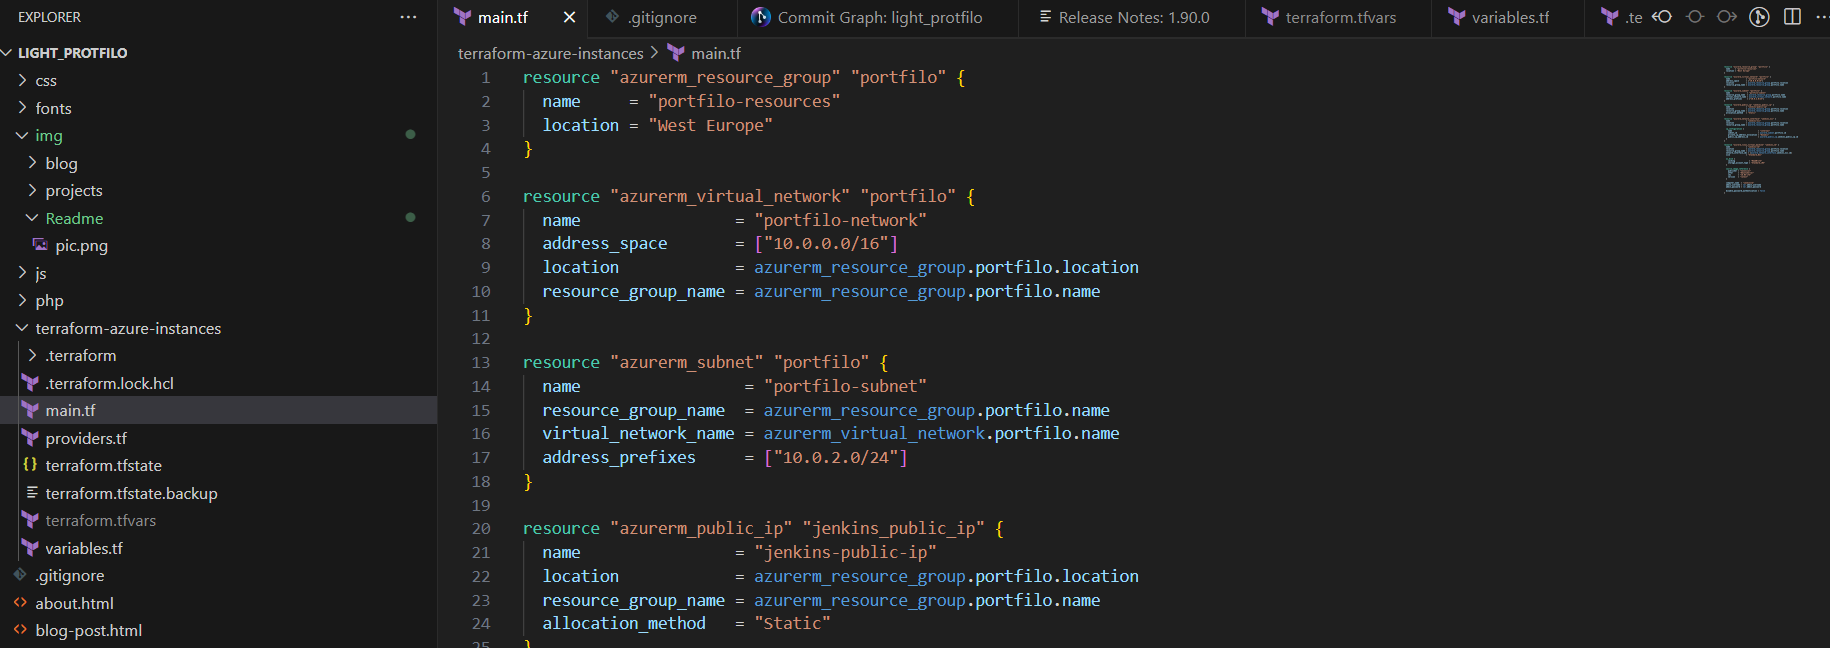 EXPLORER
LIGHT_PROTFILO
css
fonts
img
blog
projects
Readme
pic.png
js
php
terraform-azure-instances
.terraform
.terraform.lock.hcl
main.tf
providers.tf
terraform.tfstate
terraform.tfstate.backup
terraform.tfvars
variables.tf
.gitignore
about.html
blog-post.html
main.tf
.gitignore
Commit Graph: light_protfilo
Release Notes: 1.90.0
terraform.tfvars
variables.tf
.te
terraform-azure-instances > main.tf
1 resource "azurerm_resource_group" "portfilo" {
2 name = "portfilo-resources"
3 location = "West Europe"
4 }
5
6 resource "azurerm_virtual_network" "portfilo" {
7 name = "portfilo-network"
8 address_space = ["10.0.0.0/16"]
9 location = azurerm_resource_group.portfilo.location
10 resource_group_name = azurerm_resource_group.portfilo.name
11 }
12
13 resource "azurerm_subnet" "portfilo" {
14 name = "portfilo-subnet"
15 resource_group_name = azurerm_resource_group.portfilo.name
16 virtual_network_name = azurerm_virtual_network.portfilo.name
17 address_prefixes = ["10.0.2.0/24"]
18 }
19
20 resource "azurerm_public_ip" "jenkins_public_ip" {
21 name = "jenkins-public-ip"
22 location = azurerm_resource_group.portfilo.location
23 resource_group_name = azurerm_resource_group.portfilo.name
24 allocation_method = "Static"
25 }